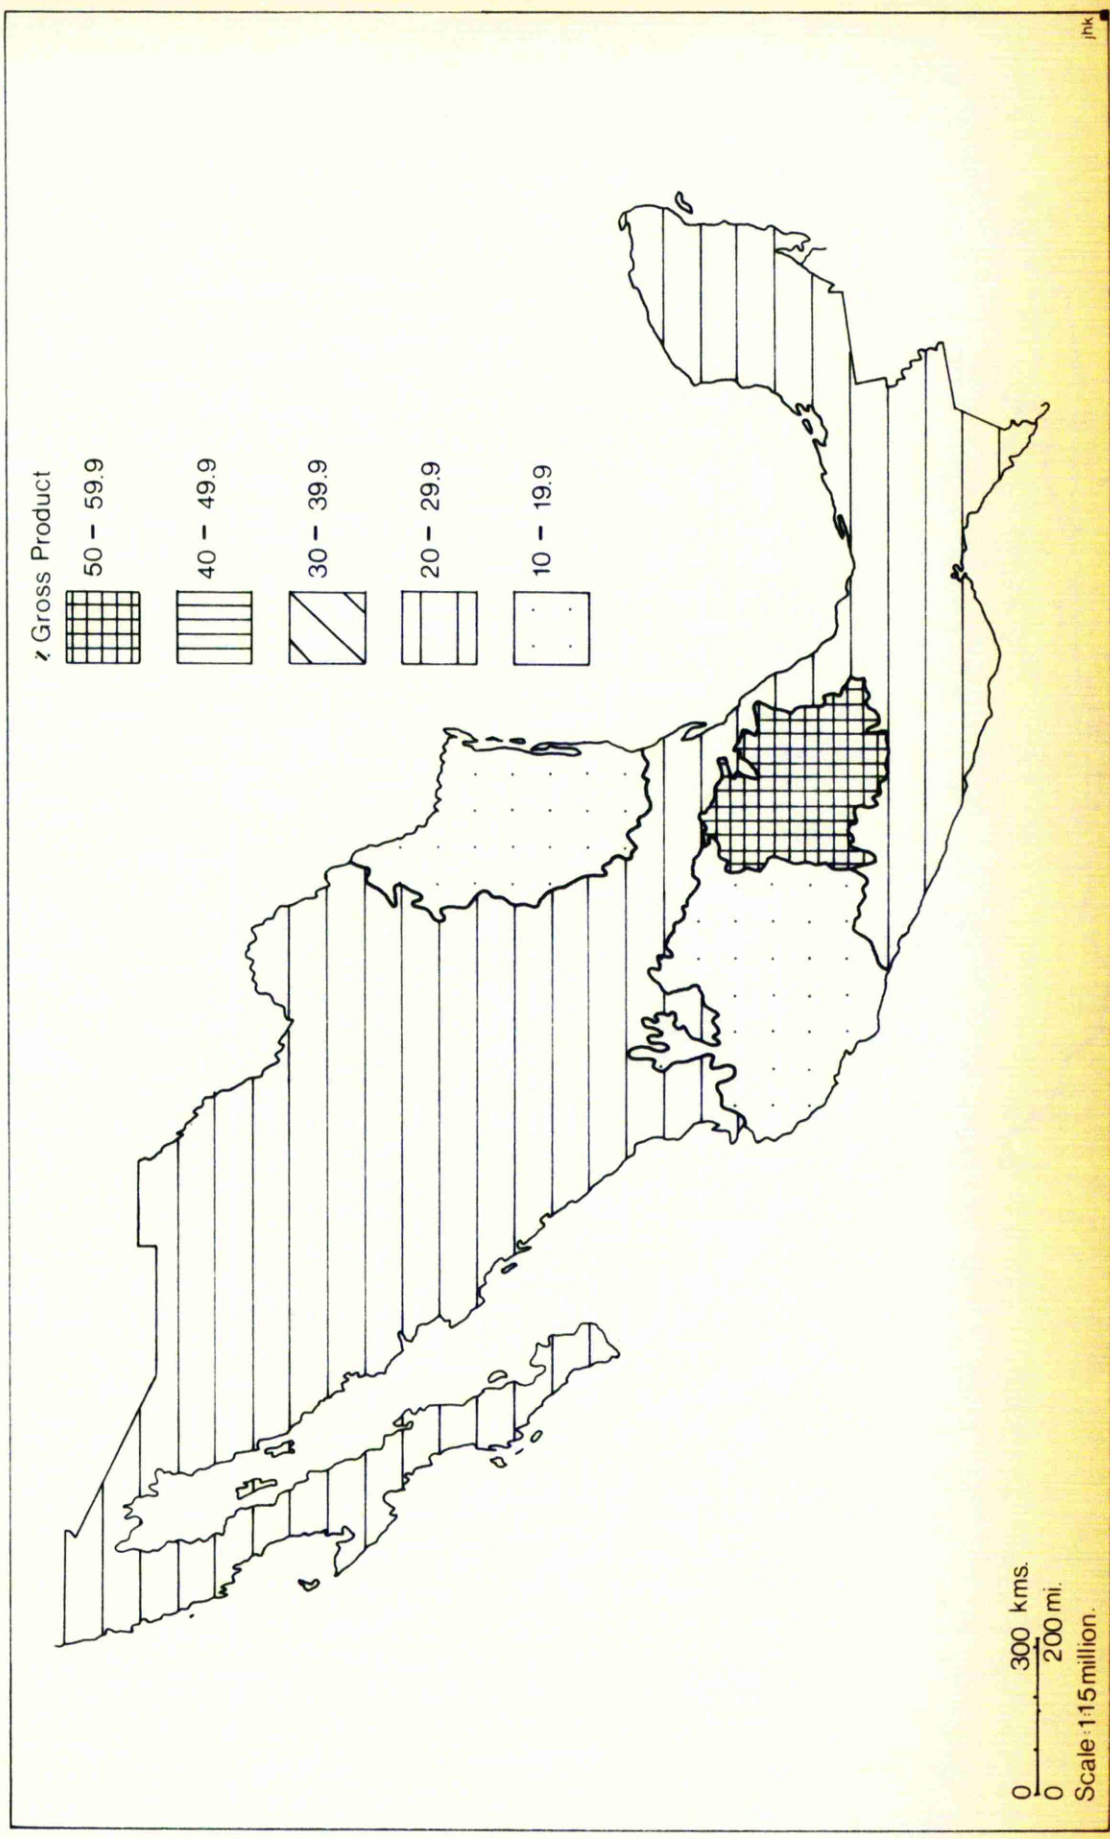 % Gross Product
50 – 59.9
40 – 49.9
30 – 39.9
20 – 29.9
10 – 19.9
0 300 kms.
0 200 mi.
Scale:1:15 million.
jhk